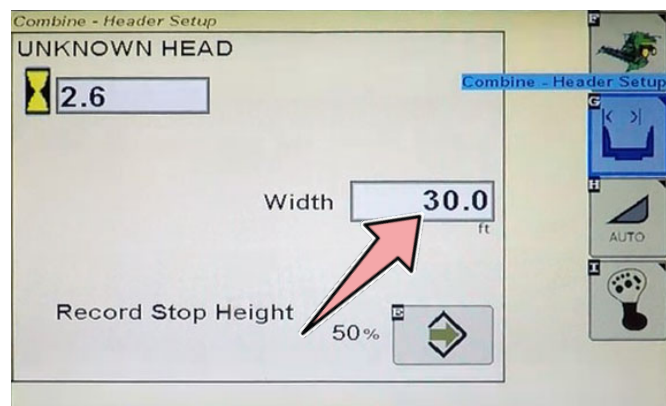 Combine - Header Setup
F
UNKNOWN HEAD
2.6
Combine - Header Setup
G
Width 30.0
ft
H
AUTO
I
Record Stop Height
50% E